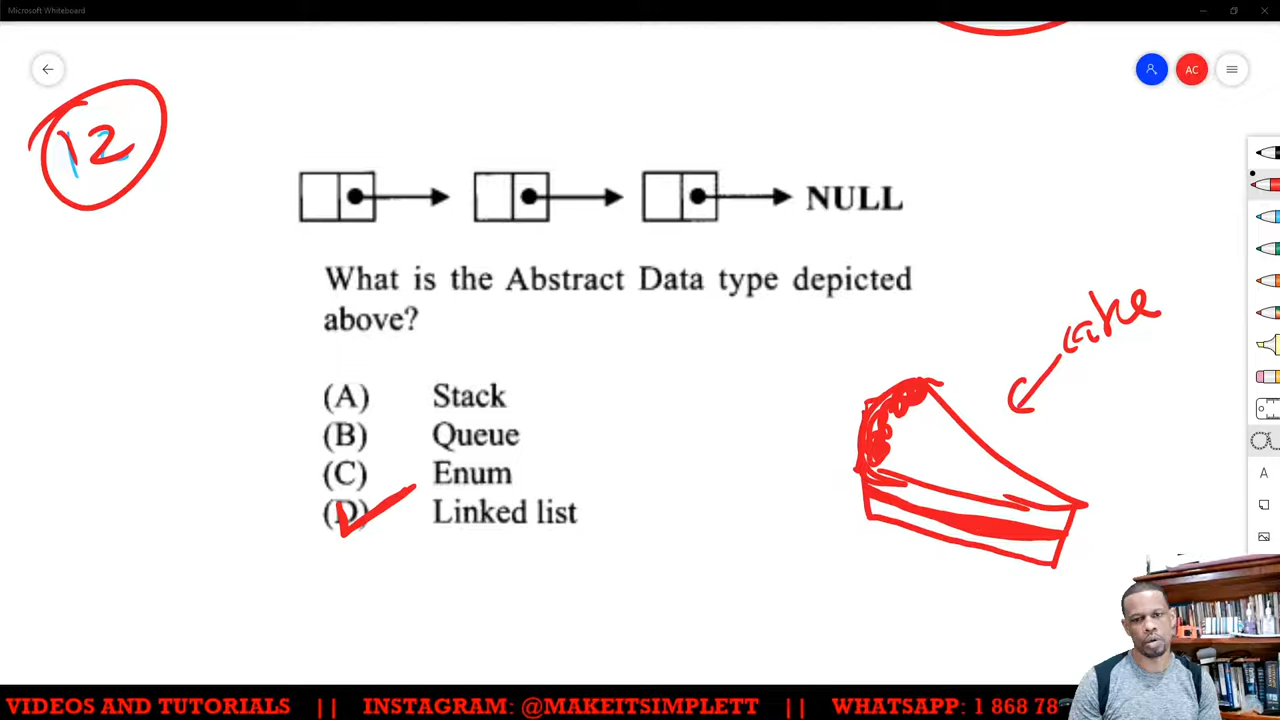 Microsoft Whiteboard
12
AC
NULL
What is the Abstract Data type depicted
above?
cake
(A) Stack
(B) Queue
(C) Enum
(D) Linked list
A
VIDEOS AND TUTORIALS || INSTAGRAM: @MAKEITSIMPLETT || WHATSAPP: 1 868 78